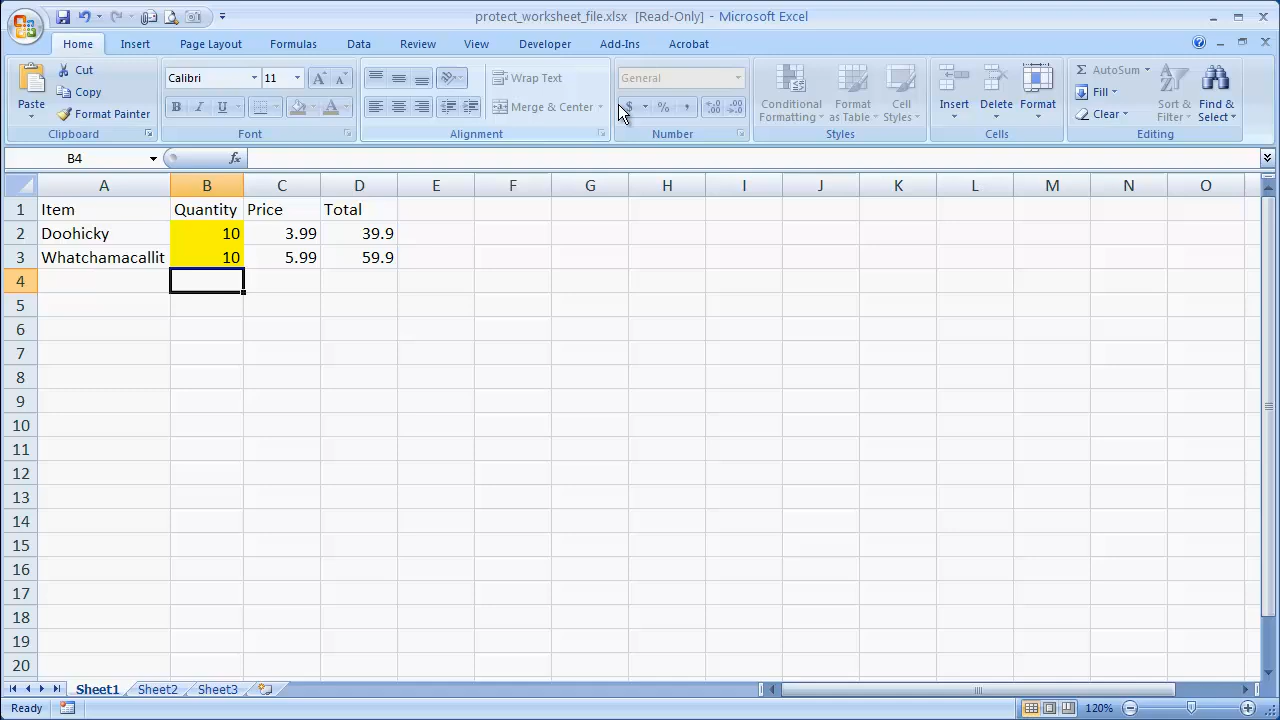 protect_worksheet_file.xlsx [Read-Only] - Microsoft Excel
Home Insert Page Layout Formulas Data Review View Developer Add-Ins Acrobat
Paste
Cut
Copy
Format Painter
Clipboard
Calibri 11
B I U A
Font
Wrap Text
Merge & Center
Alignment
General
$ % ,
Number
Conditional Formatting
Format as Table
Cell Styles
Styles
Insert Delete Format
Cells
AutoSum
Fill
Clear
Sort & Filter
Find & Select
Editing
B4 fx
A B C D E F G H I J K L M N O
1 Item Quantity Price Total
2 Doohicky 10 3.99 39.9
3 Whatchamacallit 10 5.99 59.9
4
5
6
7
8
9
10
11
12
13
14
15
16
17
18
19
20
Sheet1 Sheet2 Sheet3
Ready 120%